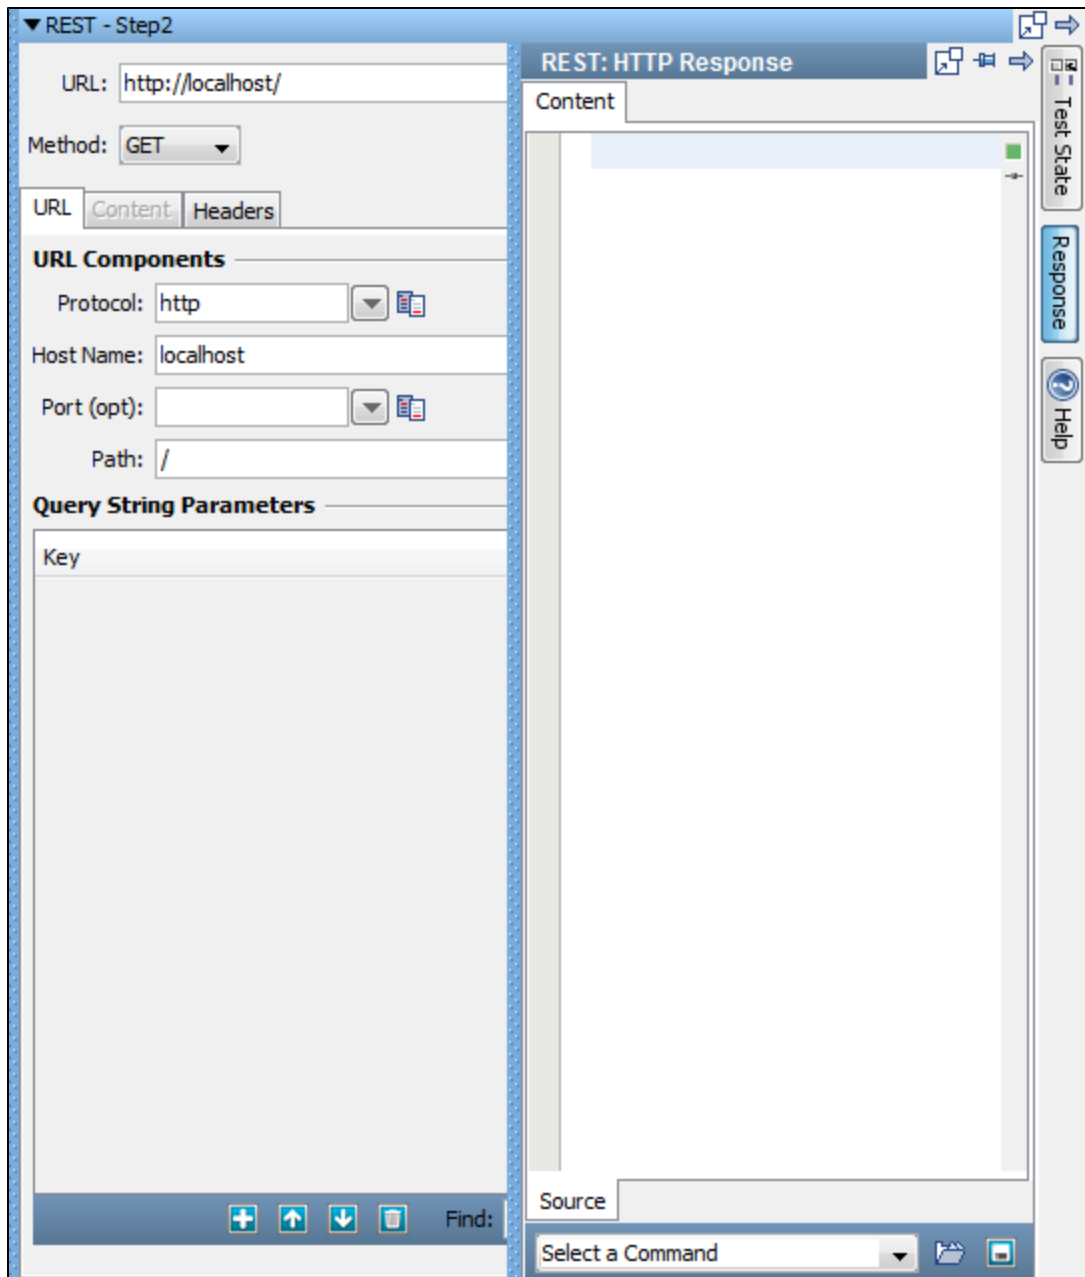 REST - Step2
URL: http://localhost/
Method: GET
URL Content Headers
URL Components
Protocol: http
Host Name: localhost
Port (opt):
Path: /
Query String Parameters
Key
Find:
REST: HTTP Response
Content
Source
Select a Command
Test State
Response
Help